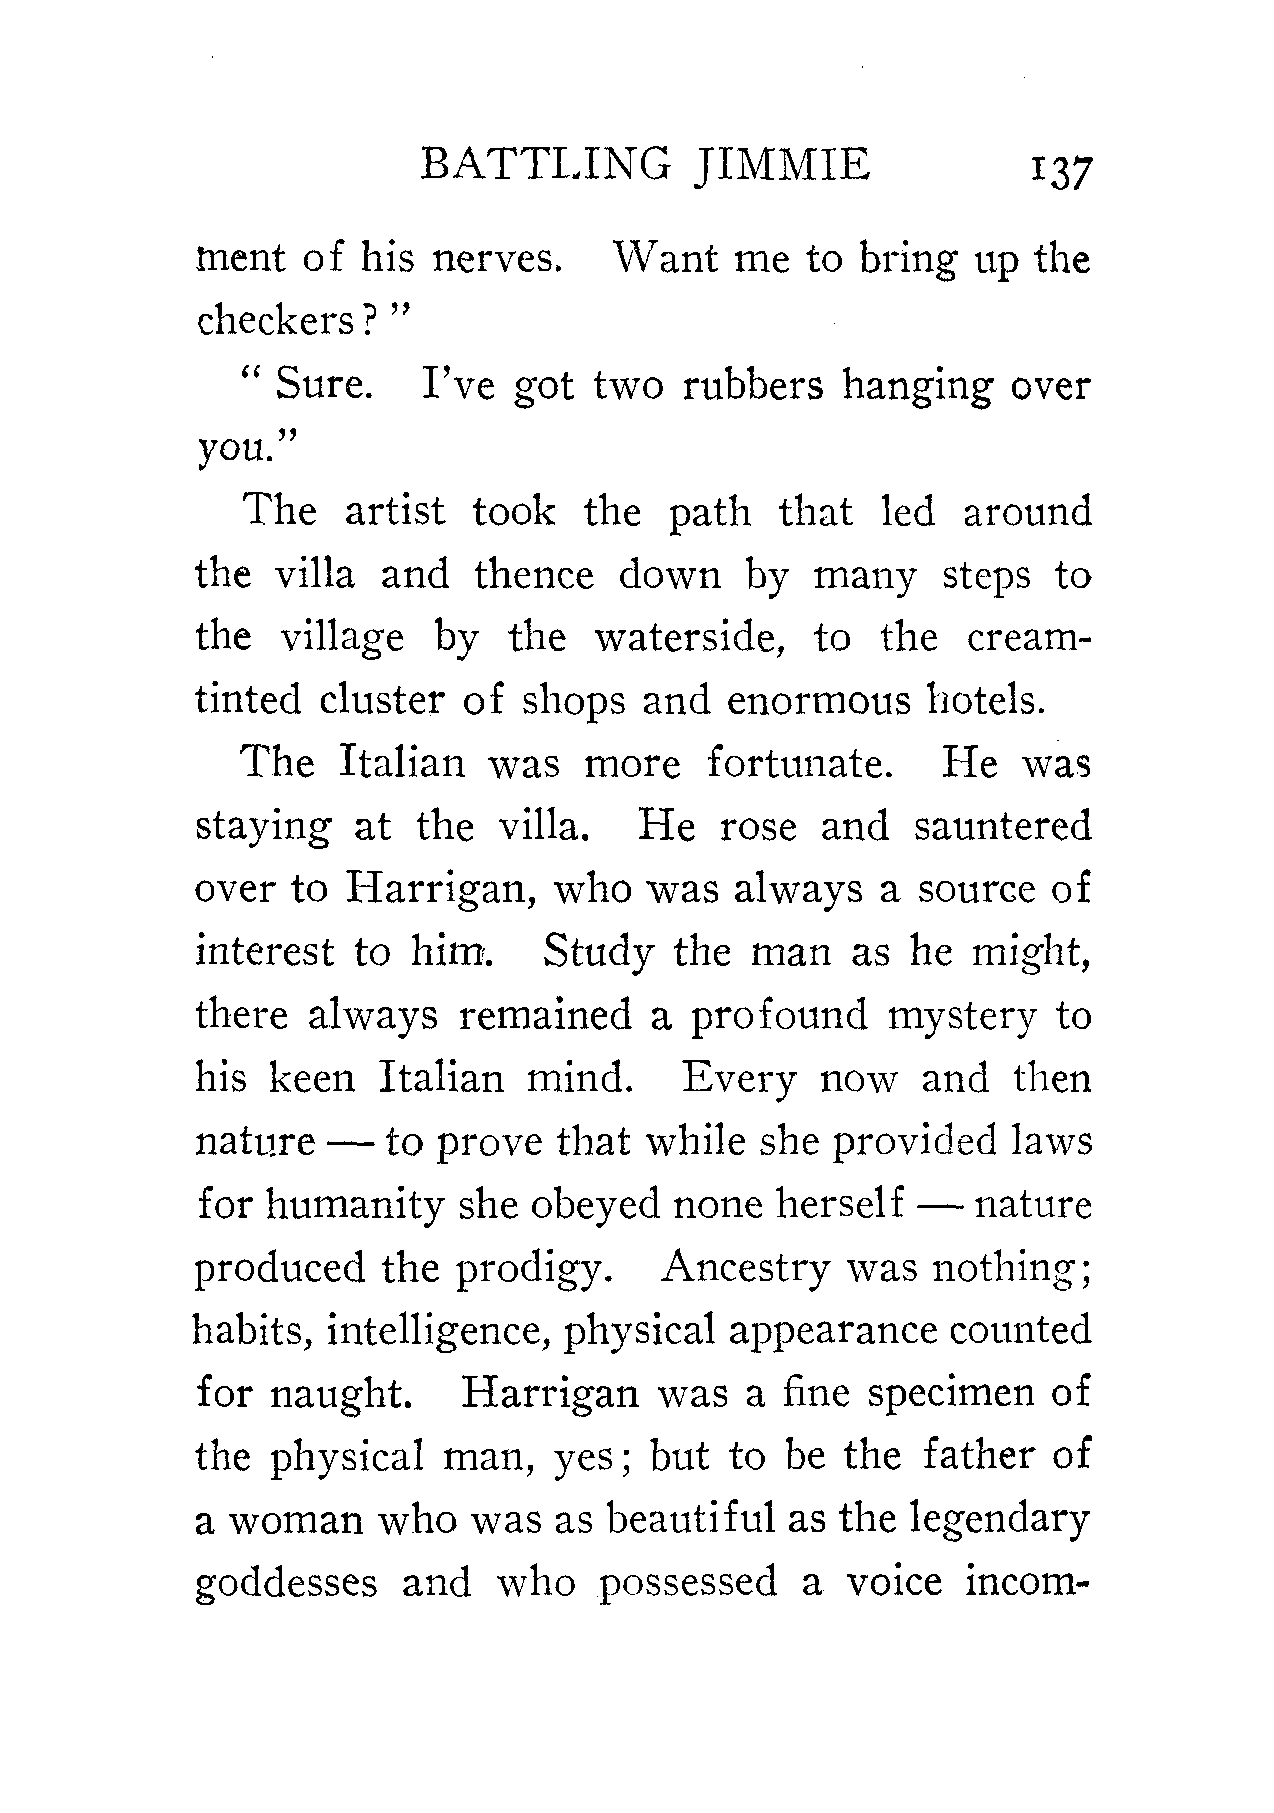 BATTLING JIMMIE 137
ment of his nerves. Want me to bring up the
checkers? "
" Sure. I've got two rubbers hanging over
you."
The artist took the path that led around
the villa and thence down by many steps to
the village by the waterside, to the cream-
tinted cluster of shops and enormous hotels.
The Italian was more fortunate. He was
staying at the villa. He rose and sauntered
over to Harrigan, who was always a source of
interest to him. Study the man as he might,
there always remained a profound mystery to
his keen Italian mind. Every now and then
nature — to prove that while she provided laws
for humanity she obeyed none herself — nature
produced the prodigy. Ancestry was nothing;
habits, intelligence, physical appearance counted
for naught. Harrigan was a fine specimen of
the physical man, yes; but to be the father of
a woman who was as beautiful as the legendary
goddesses and who possessed a voice incom-